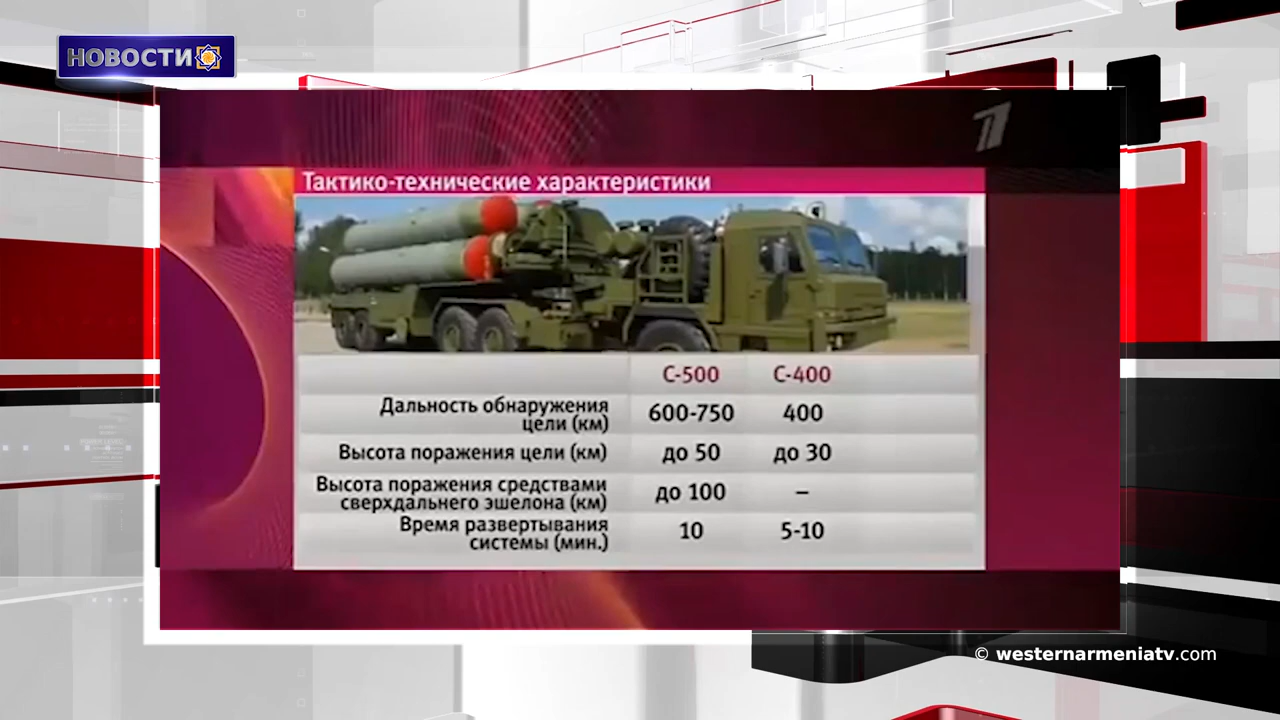 НОВОСТИ
Тактико-технические характеристики
С-500 С-400
Дальность обнаружения
цели (км) 600-750 400
Высота поражения цели (км) до 50 до 30
Высота поражения средствами
сверхдальнего эшелона (км) до 100 –
Время развертывания
системы (мин.) 10 5-10
© westernarmeniatv.com